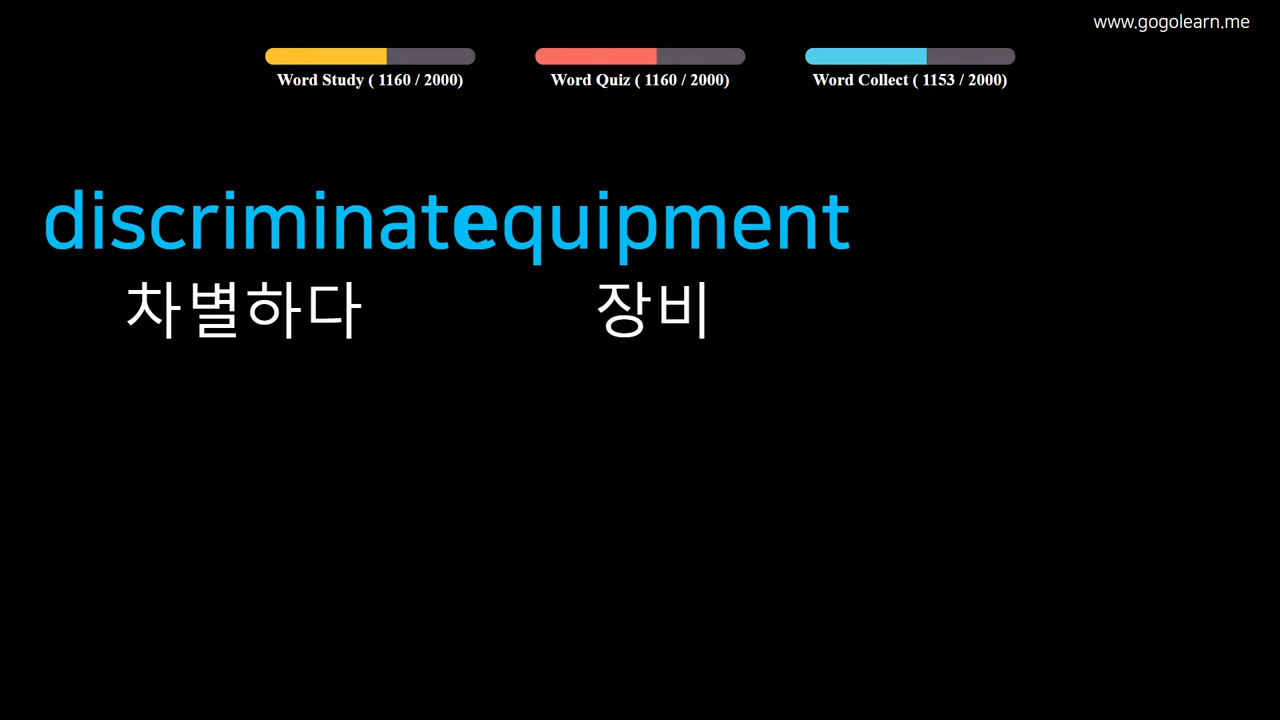 www.gogolearn.me
Word Study ( 1160 / 2000) Word Quiz ( 1160 / 2000) Word Collect ( 1153 / 2000)
discriminatequipment
차별하다 장비